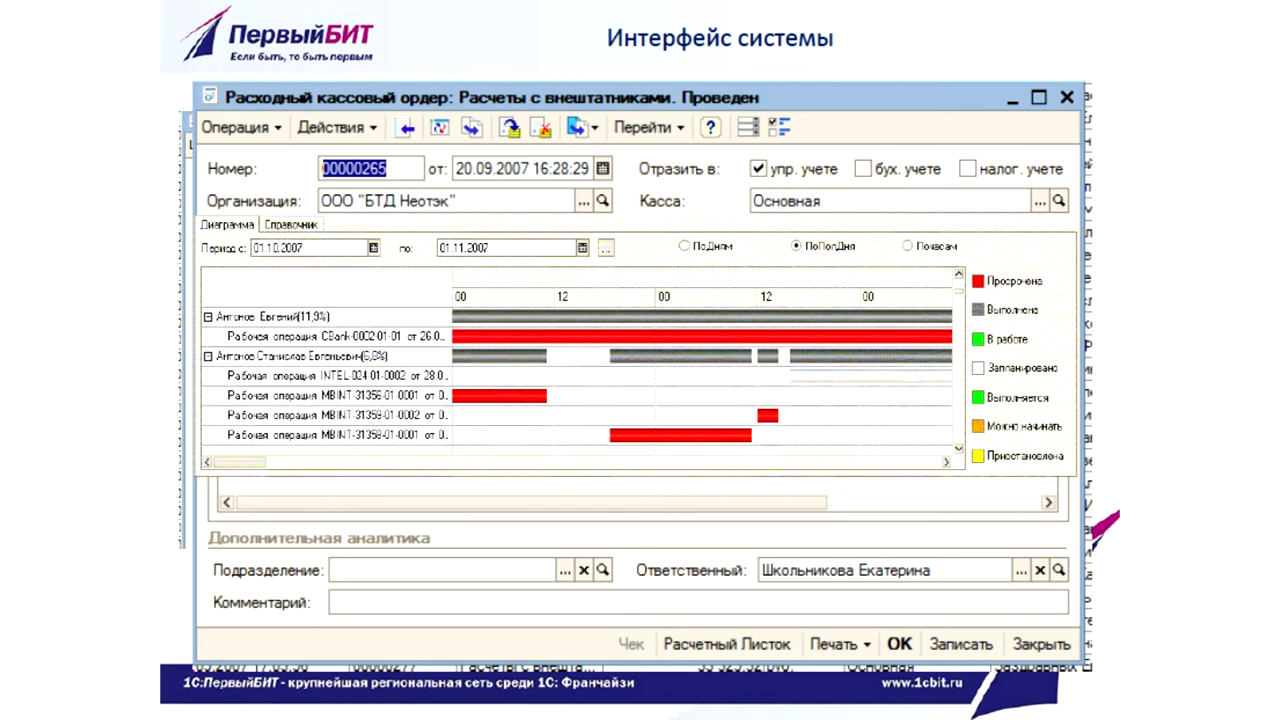 ПервыйБИТ
Если быть, то быть первым
Интерфейс системы
Расходный кассовый ордер: Расчеты с внештатниками. Проведен
Операция Действия Перейти
Номер: 00000265 от: 20.09.2007 16:28:29 Отразить в: упр. учете бух. учете налог. учете
Организация: ООО "БТД Неотэк" Касса: Основная
Диаграмма Справочник
Период с: 01.10.2007 по: 01.11.2007 ... ПоДням ПоПолДня Почасам
00 12 00 12 00
Антонов Евгений(11,9%)
Рабочая операция CBank-0002-01-01 от 26.0..
Антонов Станислав Евгеньевич(6,8%)
Рабочая операция INTEL-024-01-0002 от 28.0..
Рабочая операция MBINT-31356-01-0001 от 0..
Рабочая операция MBINT-31359-01-0002 от 0..
Рабочая операция MBINT-31359-01-0001 от 0..
Просрочена
Выполнена
В работе
Запланировано
Выполняется
Можно начинать
Приостановлена
Дополнительная аналитика
Подразделение: Ответственный: Школьникова Екатерина
Комментарий:
Чек Расчетный Листок Печать ОК Записать Закрыть
00000277 Расчеты с внешта... Основная
1С:ПервыйБИТ - крупнейшая региональная сеть среди 1С: Франчайзи www.1cbit.ru